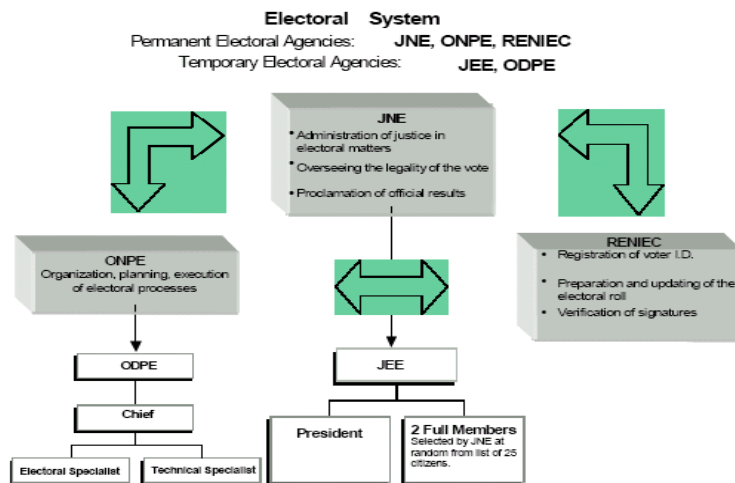 Electoral System
Permanent Electoral Agencies: JNE, ONPE, RENIEC
Temporary Electoral Agencies: JEE, ODPE
JNE
• Administration of justice in
electoral matters
• Overseeing the legality of the vote
• Proclamation of official results
ONPE
Organization, planning, execution
of electoral processes
RENIEC
• Registration of voter I.D.
• Preparation and updating of the
electoral roll
• Verification of signatures
ODPE
JEE
Chief
President
2 Full Members
Selected by JNE at
random from list of 25
citizens.
Electoral Specialist
Technical Specialist